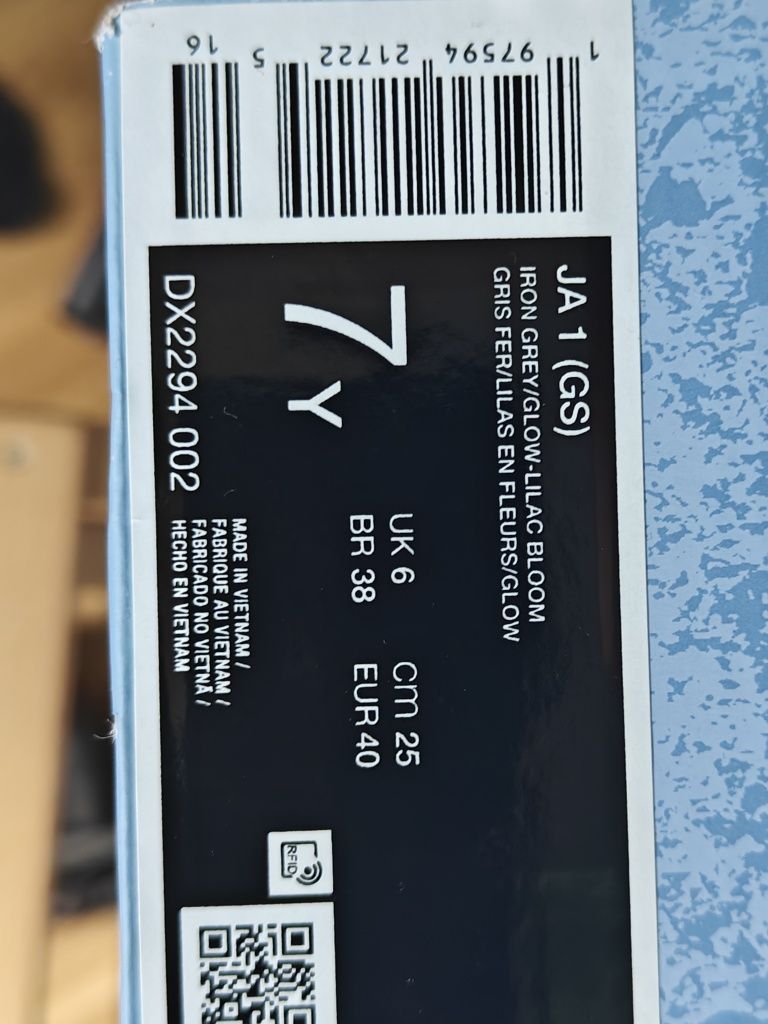 JA 1 (GS)
IRON GREY/GLOW-LILAC BLOOM
GRIS FER/LILAS EN FLEURS/GLOW
7 Y
UK 6 cm 25
BR 38 EUR 40
DX2294 002
MADE IN VIETNAM /
FABRIQUE AU VIETNAM /
FABRICADO NO VIETNÃ /
HECHO EN VIETNAM
RFID
1 97594 21722 5 16